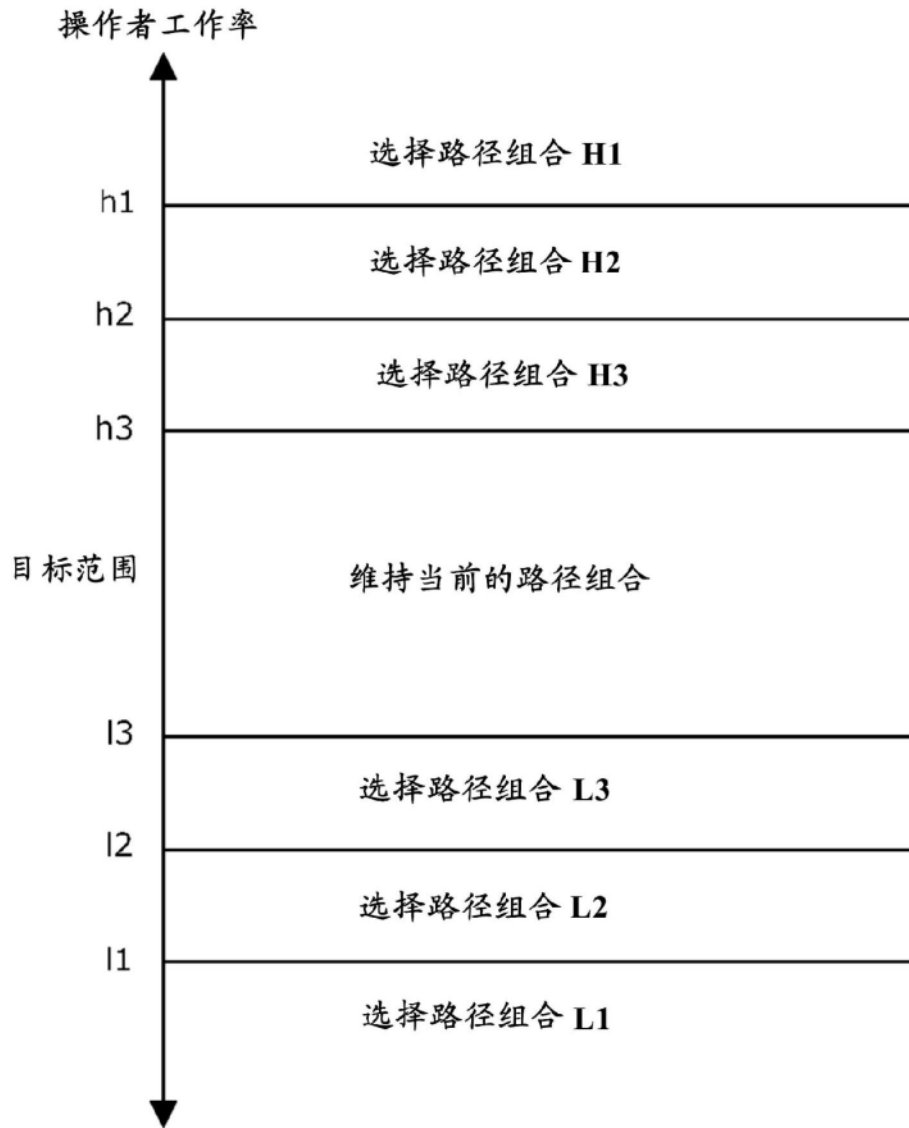 操作者工作率
选择路径组合 H1
h1
选择路径组合 H2
h2
选择路径组合 H3
h3
目标范围
维持当前的路径组合
l3
选择路径组合 L3
l2
选择路径组合 L2
l1
选择路径组合 L1